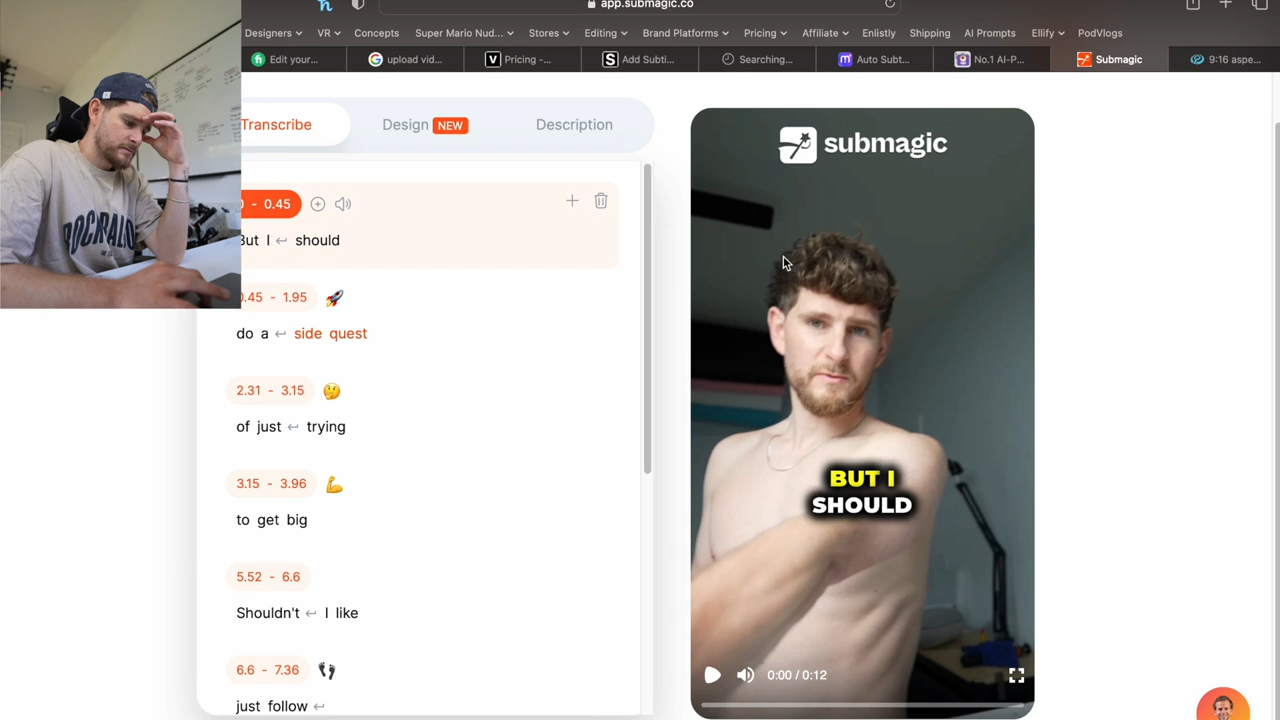 app.submagic.co
Designers VR Concepts Super Mario Nud... Stores Editing Brand Platforms Pricing Affiliate Enlistly Shipping AI Prompts Ellify PodVlogs
Edit your... upload vid... Pricing -... Add Subti... Searching... Auto Subt... No.1 AI-P... Submagic 9:16 aspe...
Transcribe Design NEW Description
- 0.45
But I ↩ should
0.45 - 1.95 🚀
do a ↩ side quest
2.31 - 3.15 🤔
of just ↩ trying
3.15 - 3.96 💪
to get big
5.52 - 6.6
Shouldn't ↩ I like
6.6 - 7.36 👣
just follow ↩
submagic
BUT I
SHOULD
0:00 / 0:12